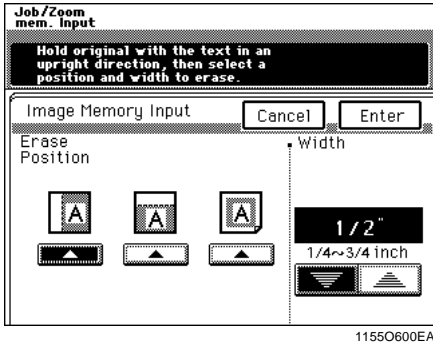 Job/Zoom
mem. Input
Hold original with the text in an
upright direction, then select a
position and width to erase.
Image Memory Input
Cancel
Enter
Erase
Position
Width
A
A
A
1/2"
1/4~3/4 inch
1155O600EA